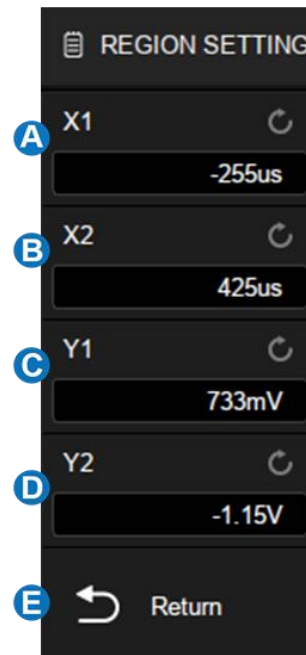 REGION SETTING
A X1
-255us
B X2
425us
C Y1
733mV
D Y2
-1.15V
E Return